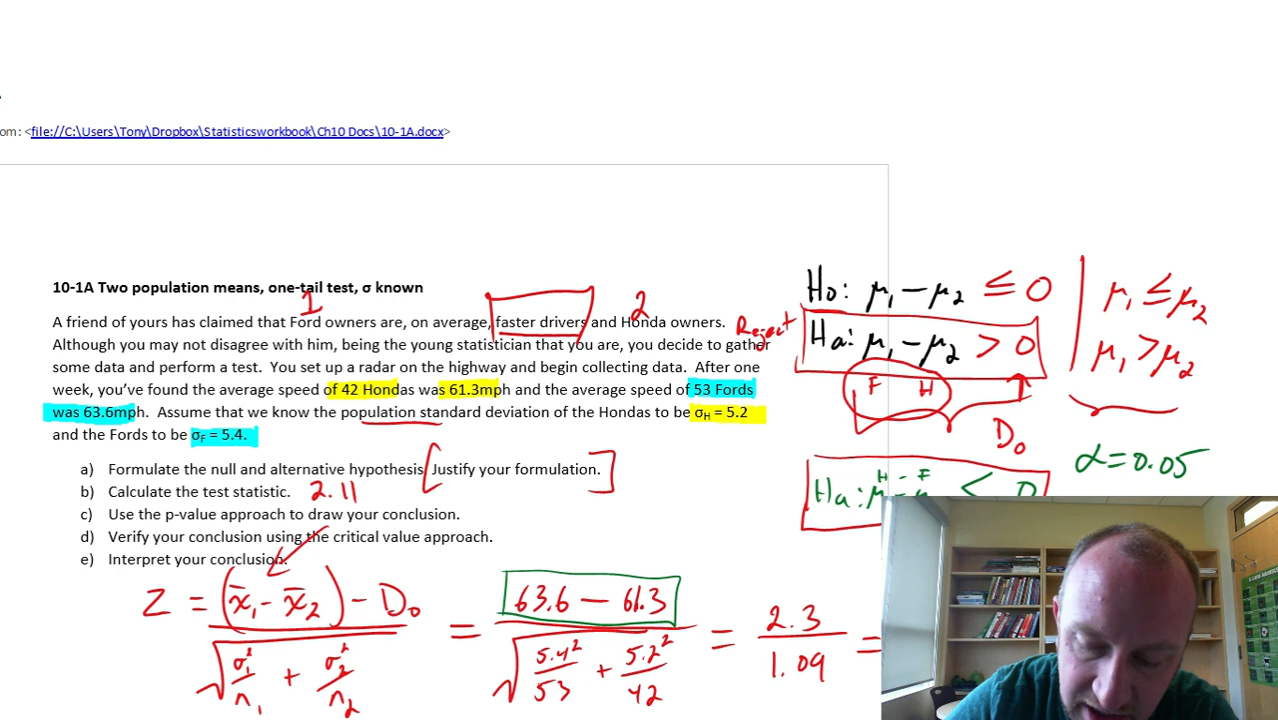 om: <file://C:\Users\Tony\Dropbox\Statisticsworkbook\Ch10 Docs\10-1A.docx>
10-1A Two population means, one-tail test, σ known
1
2
A friend of yours has claimed that Ford owners are, on average, faster drivers and Honda owners.
Although you may not disagree with him, being the young statistician that you are, you decide to gather
some data and perform a test. You set up a radar on the highway and begin collecting data. After one
week, you've found the average speed of 42 Hondas was 61.3mph and the average speed of 53 Fords
was 63.6mph. Assume that we know the population standard deviation of the Hondas to be σH = 5.2
and the Fords to be σF = 5.4.
a) Formulate the null and alternative hypothesis [Justify your formulation.]
b) Calculate the test statistic. 2.11
c) Use the p-value approach to draw your conclusion.
d) Verify your conclusion using the critical value approach.
e) Interpret your conclusion.
Ho: μ1 − μ2 ≤ 0 | μ1 ≤ μ2
Reject Ha: μ1 − μ2 > 0 | μ1 > μ2
F H
D0
α=0.05
H - F
Ha: μ
Z = (x̄1 - x̄2) - D0 / √(σ1²/n1 + σ2²/n2) = 63.6 − 61.3 / √(5.4²/53 + 5.2²/42) = 2.3 / 1.09 =